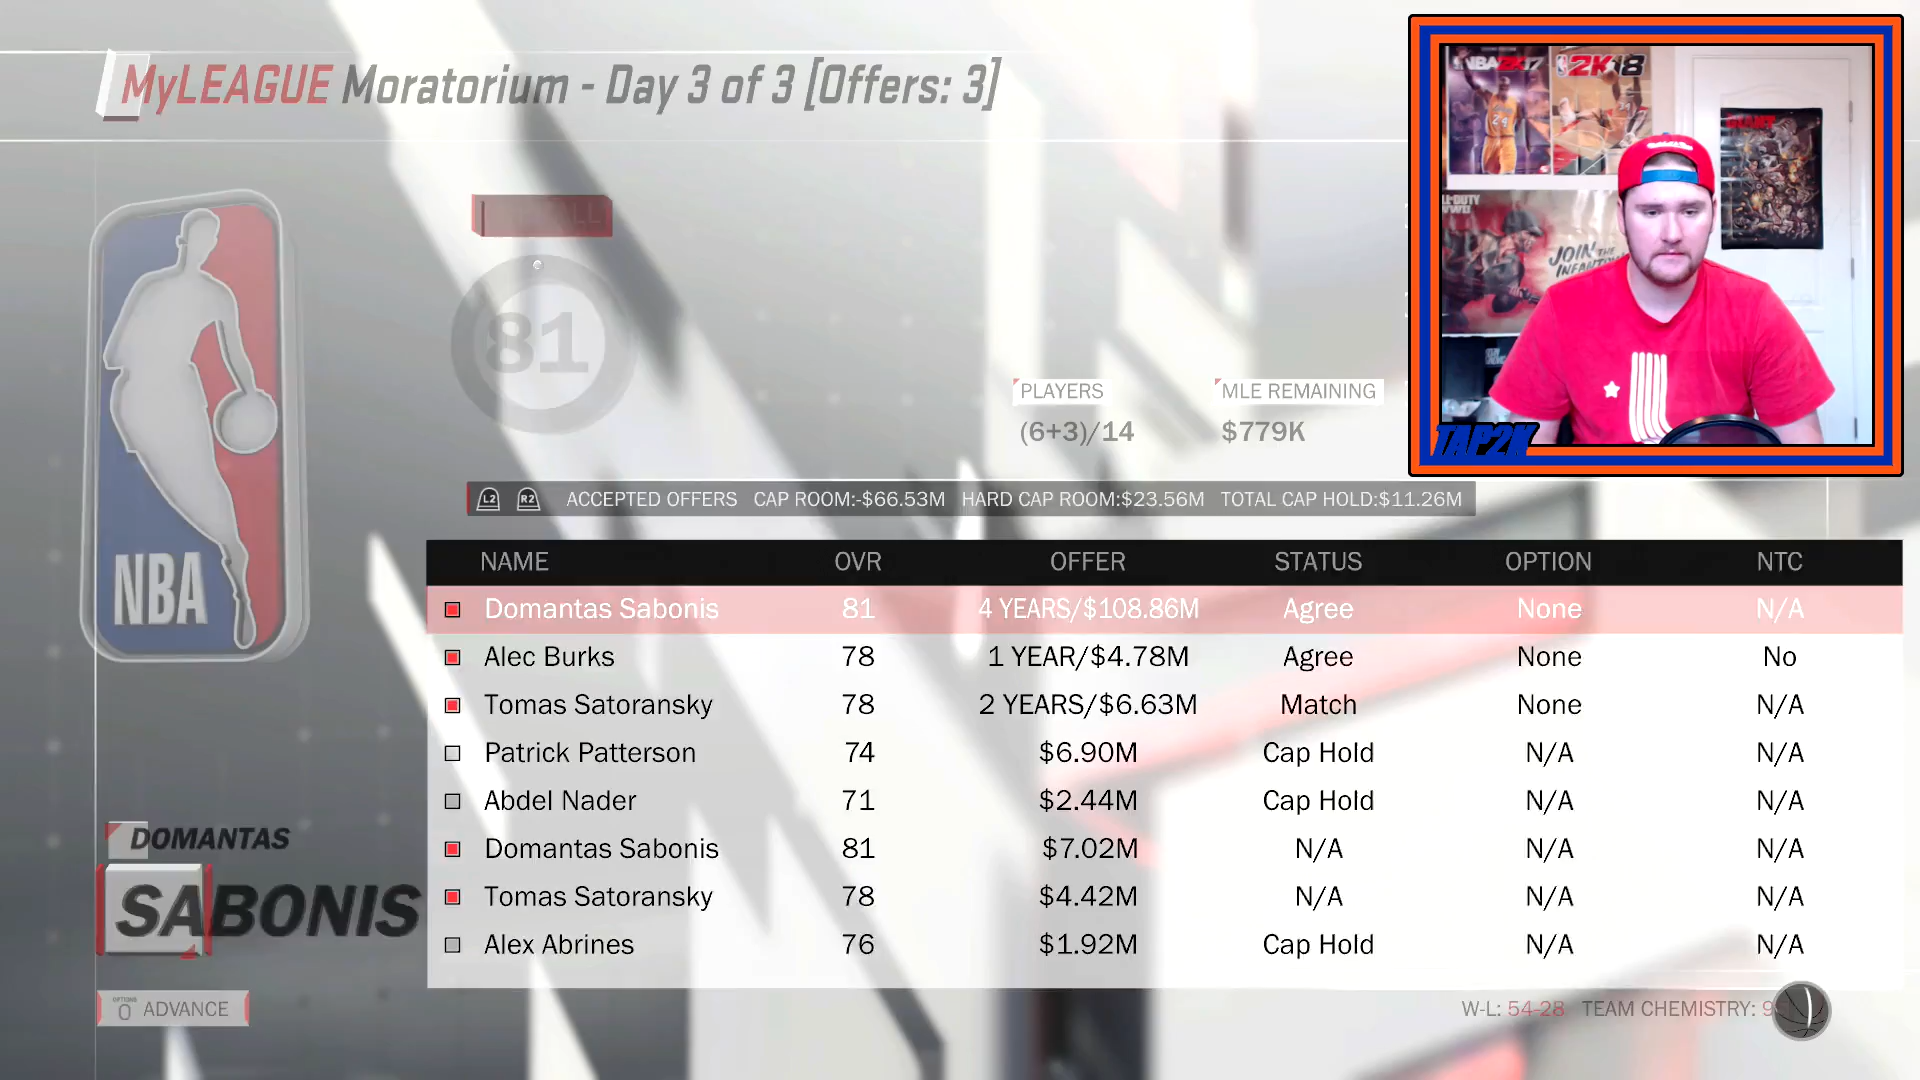 MyLEAGUE Moratorium - Day 3 of 3 [Offers: 3]
NBA2K17
2K18
24
JOIN THE
81
PLAYERS
MLE REMAINING
(6+3)/14
$779K
TAP2K
L2 R2 ACCEPTED OFFERS CAP ROOM:-$66.53M HARD CAP ROOM:$23.56M TOTAL CAP HOLD:$11.26M
NAME OVR OFFER STATUS OPTION NTC
Domantas Sabonis 81 4 YEARS/$108.86M Agree None N/A
Alec Burks 78 1 YEAR/$4.78M Agree None No
Tomas Satoransky 78 2 YEARS/$6.63M Match None N/A
Patrick Patterson 74 $6.90M Cap Hold N/A N/A
Abdel Nader 71 $2.44M Cap Hold N/A N/A
Domantas Sabonis 81 $7.02M N/A N/A N/A
Tomas Satoransky 78 $4.42M N/A N/A N/A
Alex Abrines 76 $1.92M Cap Hold N/A N/A
NBA
DOMANTAS
SABONIS
OPTIONS
ADVANCE
W-L: 54-28 TEAM CHEMISTRY: